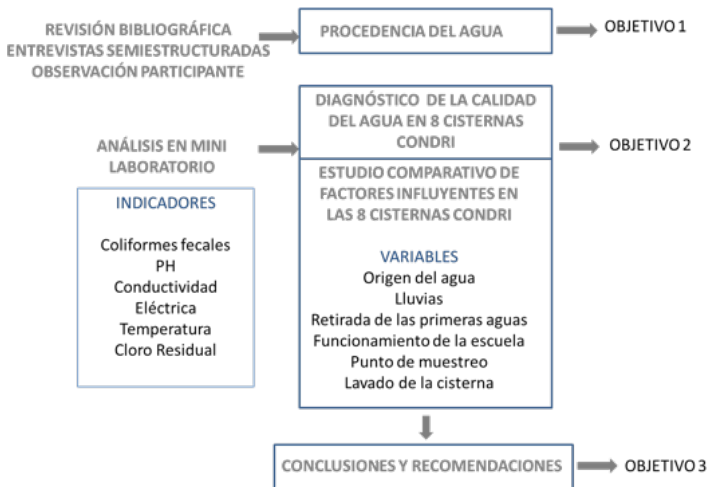 REVISIÓN BIBLIOGRÁFICA
ENTREVISTAS SEMIESTRUCTURADAS
OBSERVACIÓN PARTICIPANTE
PROCEDENCIA DEL AGUA
OBJETIVO 1
ANÁLISIS EN MINI
LABORATORIO
DIAGNÓSTICO DE LA CALIDAD
DEL AGUA EN 8 CISTERNAS
CONDRI
OBJETIVO 2
INDICADORES
Coliformes fecales
PH
Conductividad
Eléctrica
Temperatura
Cloro Residual
ESTUDIO COMPARATIVO DE
FACTORES INFLUYENTES EN
LAS 8 CISTERNAS CONDRI
VARIABLES
Origen del agua
Lluvias
Retirada de las primeras aguas
Funcionamiento de la escuela
Punto de muestreo
Lavado de la cisterna
CONCLUSIONES Y RECOMENDACIONES
OBJETIVO 3